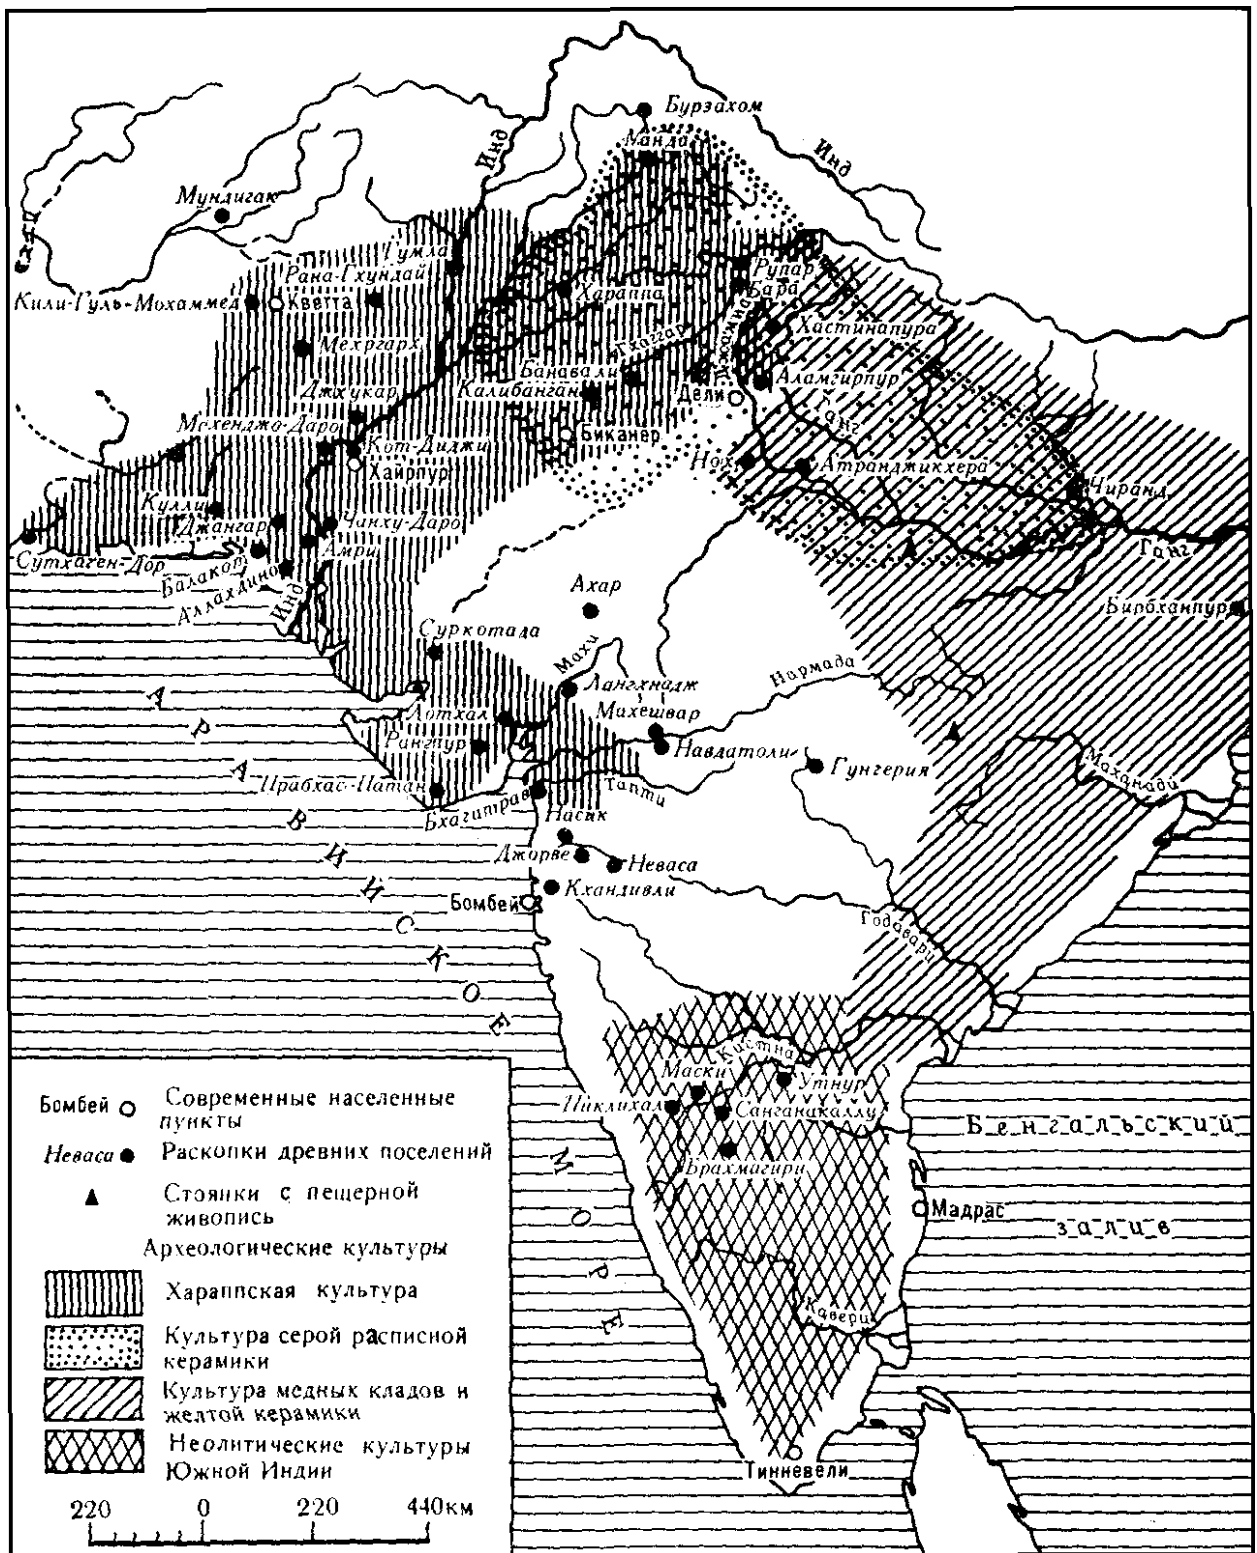 Бурзахом
Манда
Инд
Инд
Мундигак
Гумла
Рана-Гхундай
Кили-Гуль-Мохаммед
Кветта
Рупар
Бара
Хараппа
Хастинапура
Мехргарх
Гхаггар
Банавали
Калибанган
Аламгирпур
Дели
Джхукар
Ганг
Мохенджо-Даро
Кот-Диджи
Биканер
Хайрпур
Нох
Атранджикхера
Чиранд
Кулли
Джангар
Чанху-Даро
Амри
Сутхаген-Дор
Балакот
Аллахдино
Инд
Ганг
Бирбханпур
Ахар
Суркотада
Махи
Нармада
Лангхнадж
Лотхал
Махешвар
Рангпур
Навдатоли
Гунгерия
Маханади
Прабхас-Патан
Бхагитрав
Тапти
Насик
Джорве
Неваса
Кхандивли
Бомбей
Годавари
АРАВИЙСКОЕ
МОРЕ
Кистна
Маски
Утнур
Пиклихал
Санганакаллу
Брахмагири
Бенгальский
залив
Мадрас
Кавери
Тинневели
Бомбей Современные населенные
пункты
Неваса Раскопки древних поселений
Стоянки с пещерной
живопись
Археологические культуры
Хараппская культура
Культура серой расписной
керамики
Культура медных кладов и
желтой керамики
Неолитические культуры
Южной Индии
220 0 220 440км